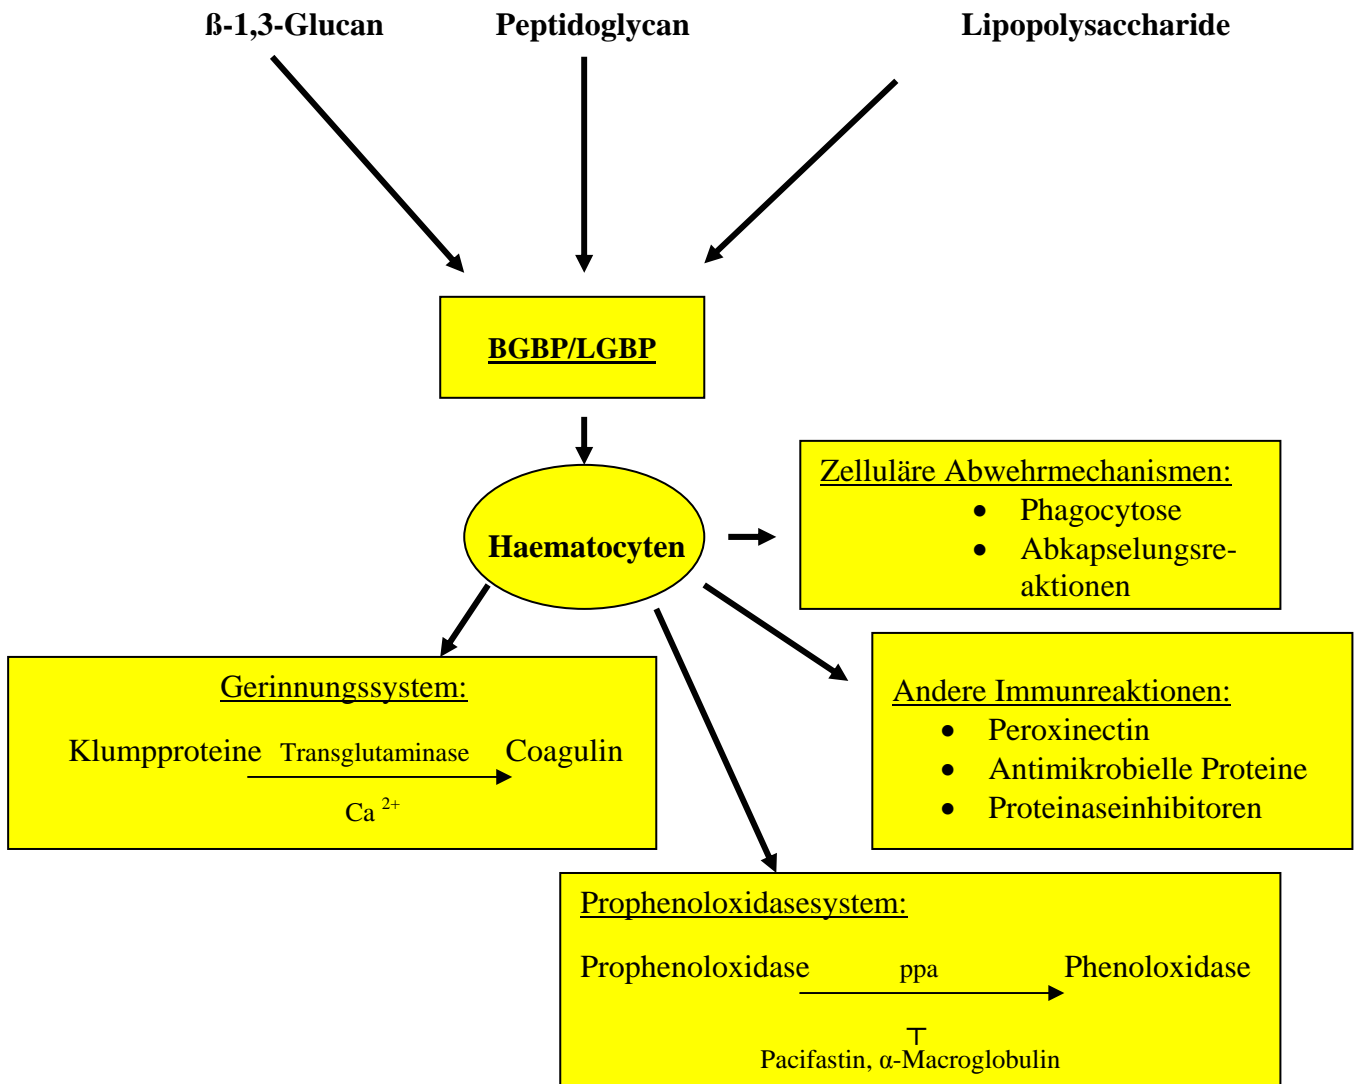 ß-1,3-Glucan Peptidoglycan Lipopolysaccharide
BGBP/LGBP
Haematocyten
Zelluläre Abwehrmechanismen:
• Phagocytose
• Abkapselungsre-
aktionen
Gerinnungssystem:
Klumpproteine Transglutaminase Coagulin
Ca 2+
Andere Immunreaktionen:
• Peroxinectin
• Antimikrobielle Proteine
• Proteinaseinhibitoren
Prophenoloxidasesystem:
Prophenoloxidase ppa Phenoloxidase
Pacifastin, α-Macroglobulin